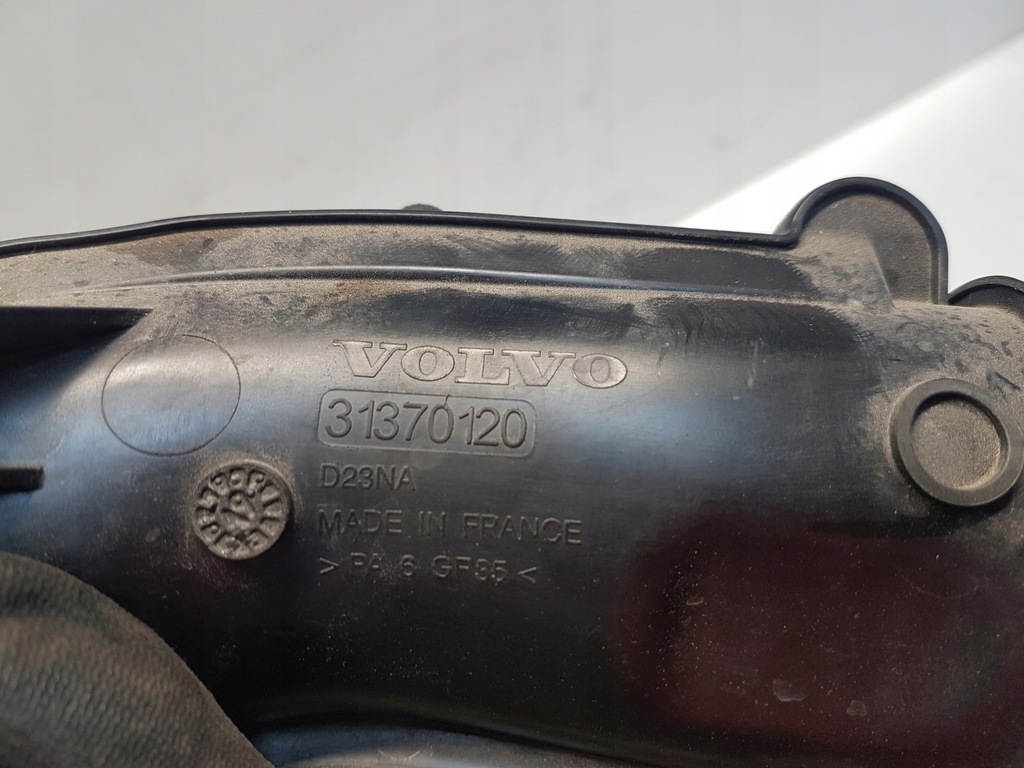 VOLVO
31370120
D23NA
MADE IN FRANCE
> PA 6 GF35 <